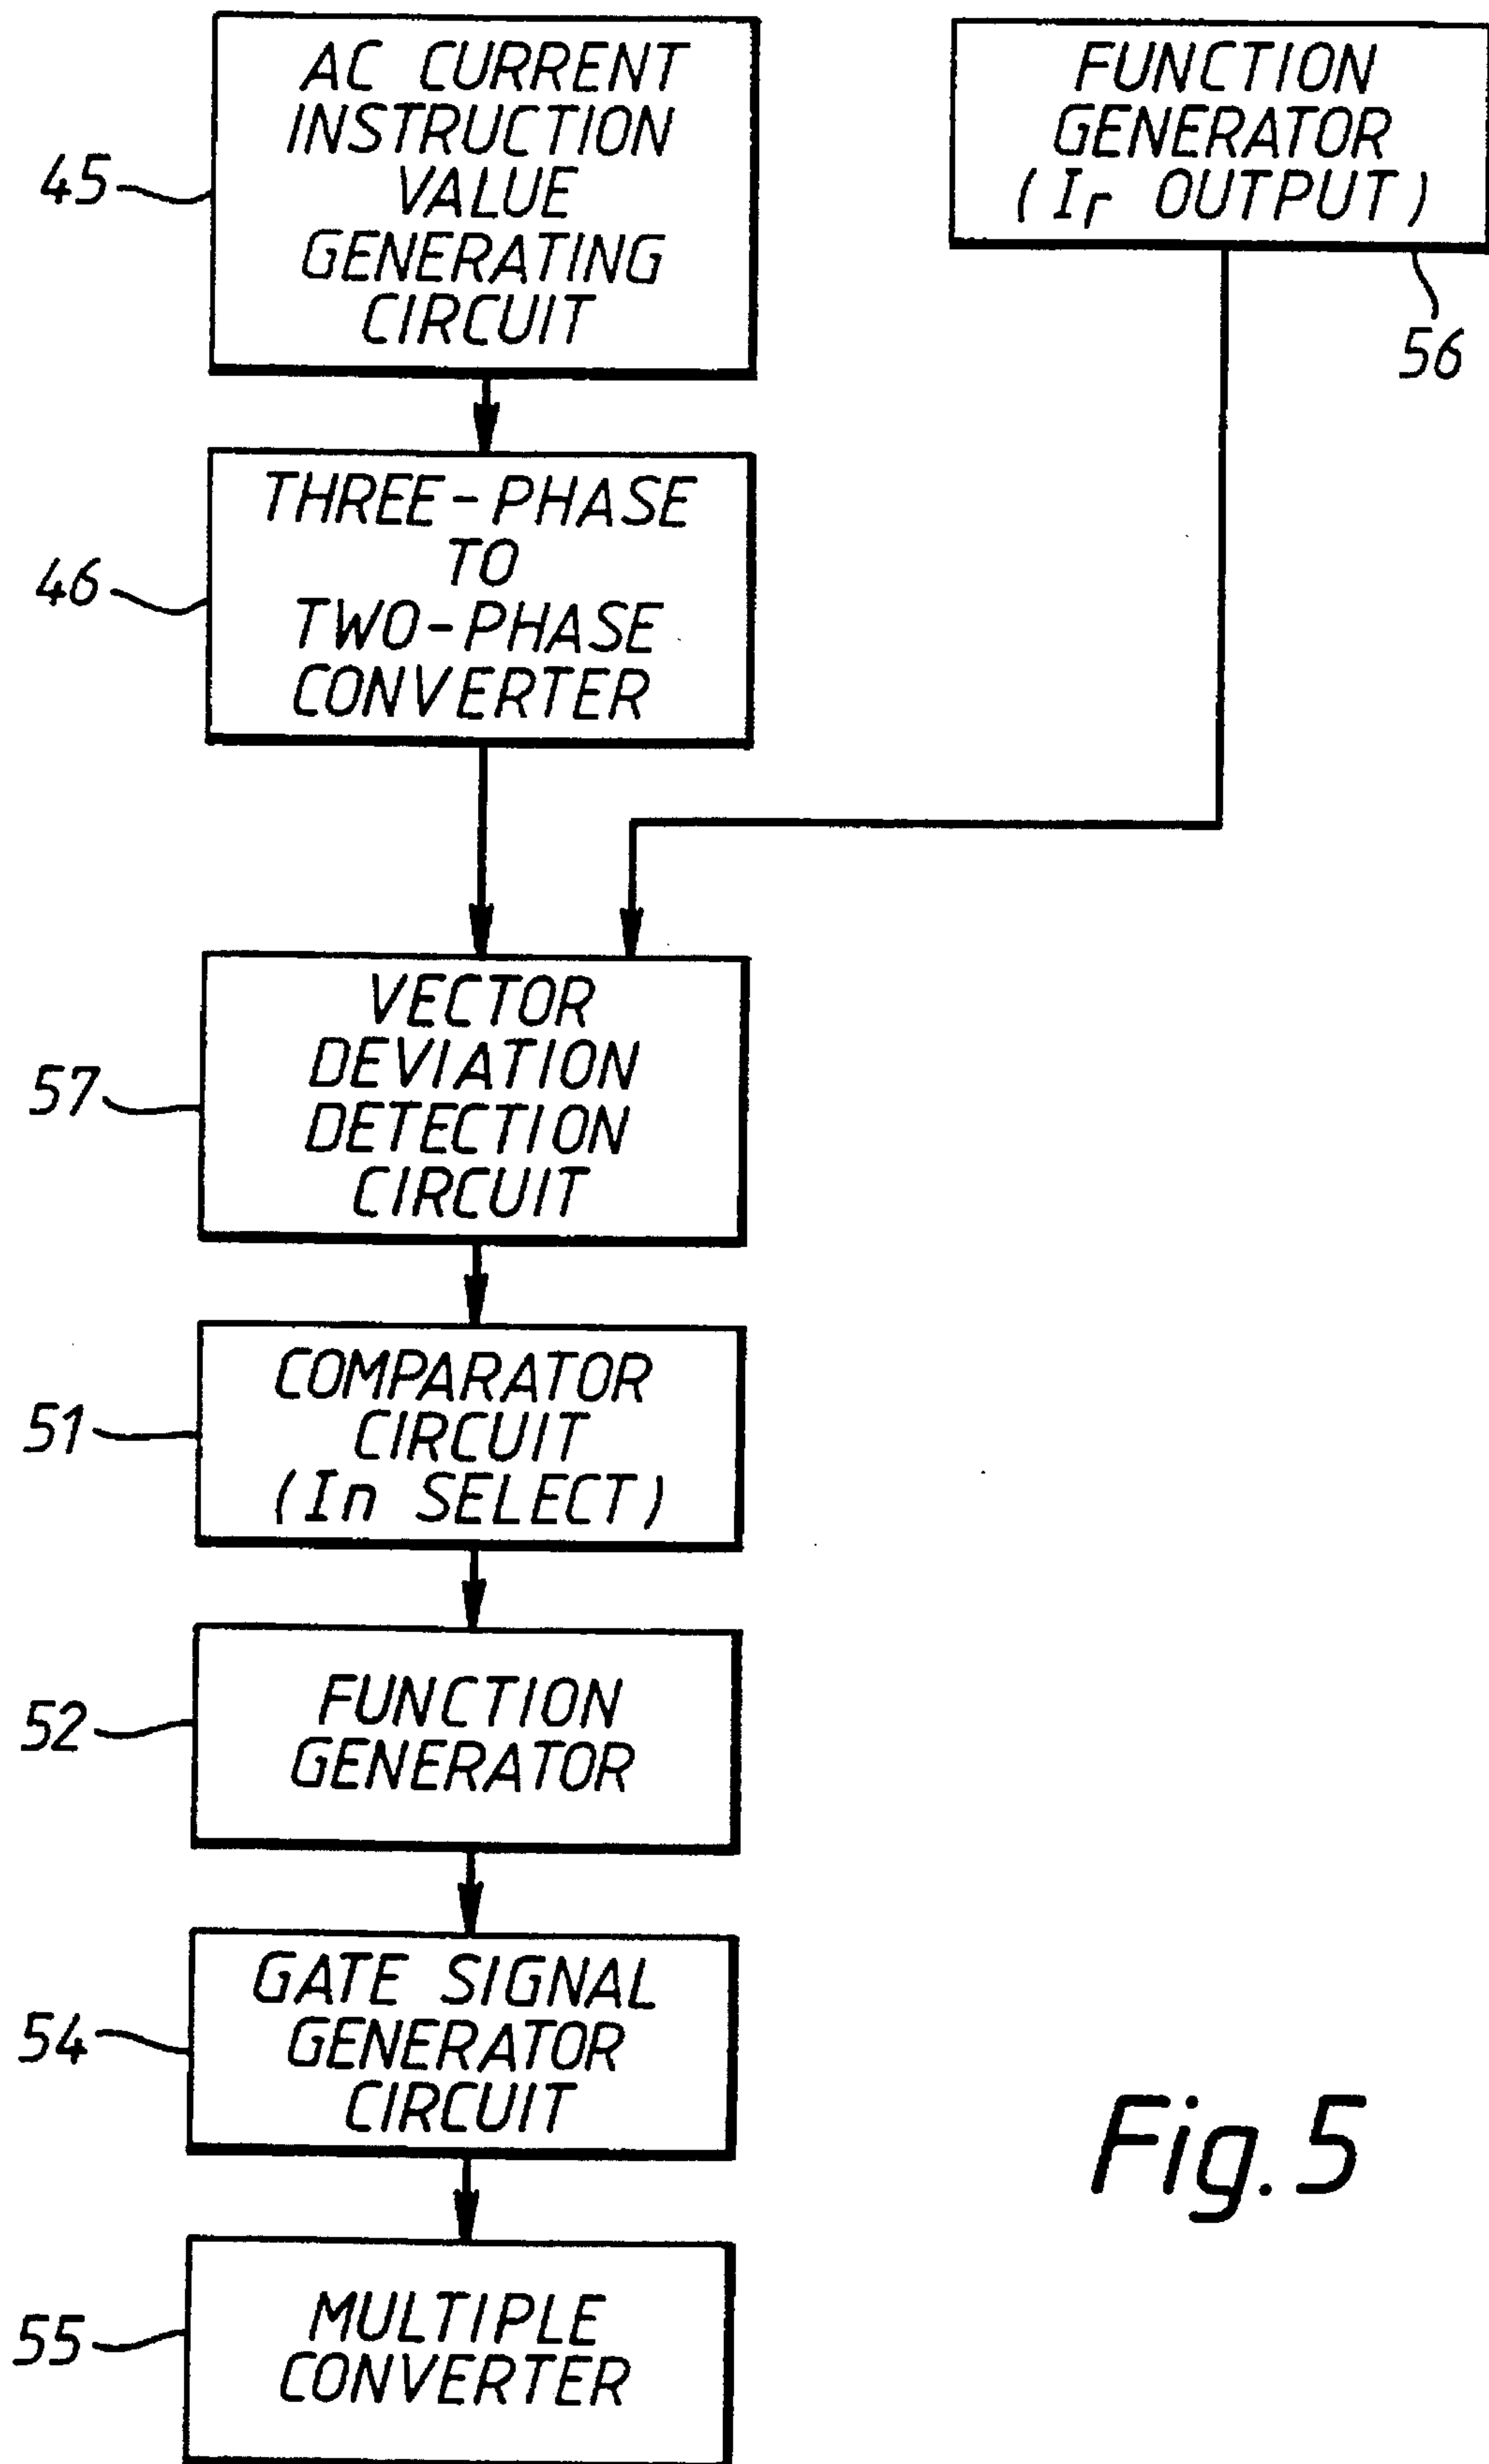 AC CURRENT
INSTRUCTION
VALUE
GENERATING
CIRCUIT
45
FUNCTION
GENERATOR
(Ir OUTPUT)
56
THREE-PHASE
TO
TWO-PHASE
CONVERTER
46
VECTOR
DEVIATION
DETECTION
CIRCUIT
57
COMPARATOR
CIRCUIT
(In SELECT)
51
FUNCTION
GENERATOR
52
GATE SIGNAL
GENERATOR
CIRCUIT
54
MULTIPLE
CONVERTER
55
Fig.5